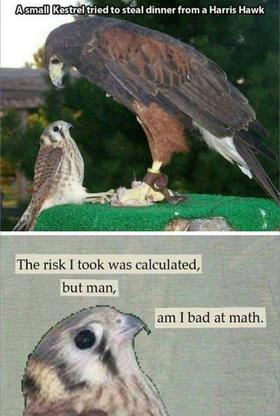 A small Kestrel tried to steal dinner from a Harris Hawk
The risk I took was calculated,
but man,
am I bad at math.